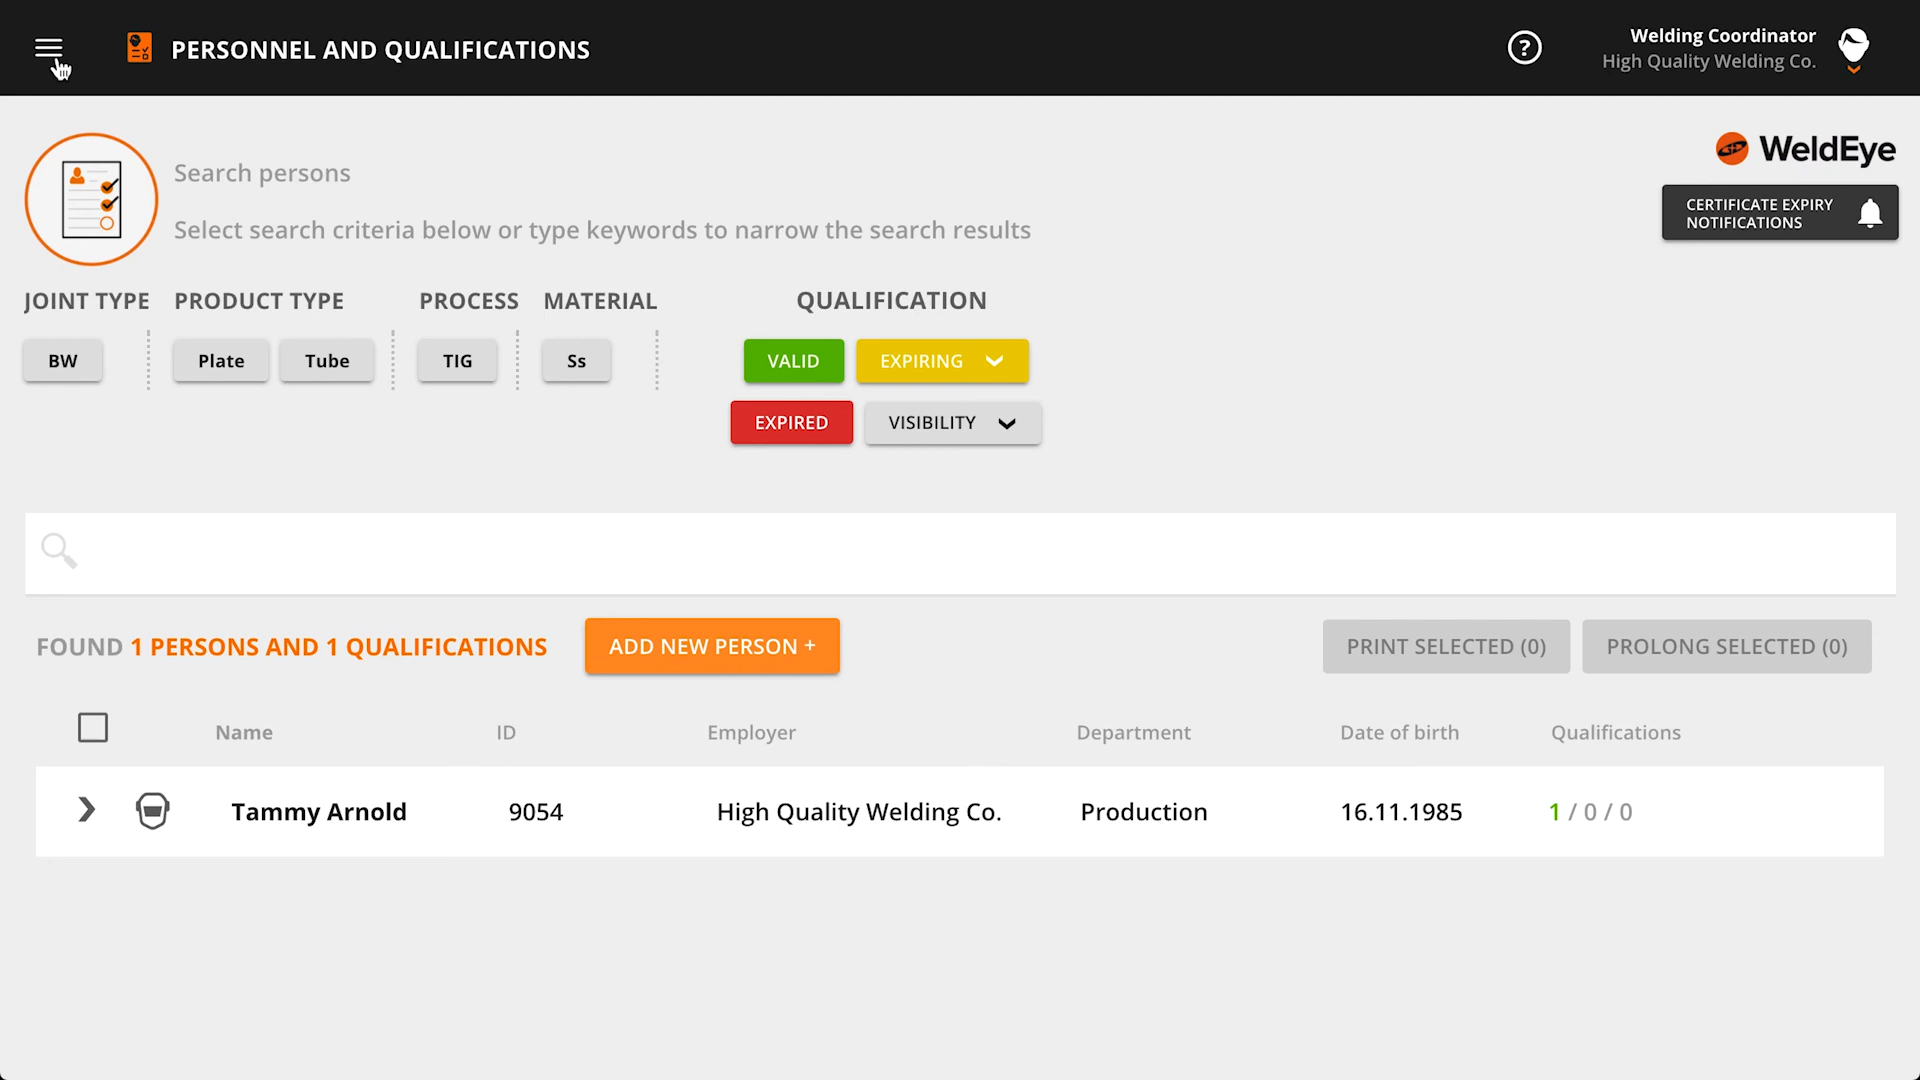 PERSONNEL AND QUALIFICATIONS
?
Welding Coordinator
High Quality Welding Co.
Search persons
Select search criteria below or type keywords to narrow the search results
WeldEye
CERTIFICATE EXPIRY
NOTIFICATIONS
JOINT TYPE PRODUCT TYPE PROCESS MATERIAL QUALIFICATION
BW Plate Tube TIG Ss VALID EXPIRING
EXPIRED VISIBILITY
FOUND 1 PERSONS AND 1 QUALIFICATIONS ADD NEW PERSON + PRINT SELECTED (0) PROLONG SELECTED (0)
Name ID Employer Department Date of birth Qualifications
Tammy Arnold 9054 High Quality Welding Co. Production 16.11.1985 1 / 0 / 0